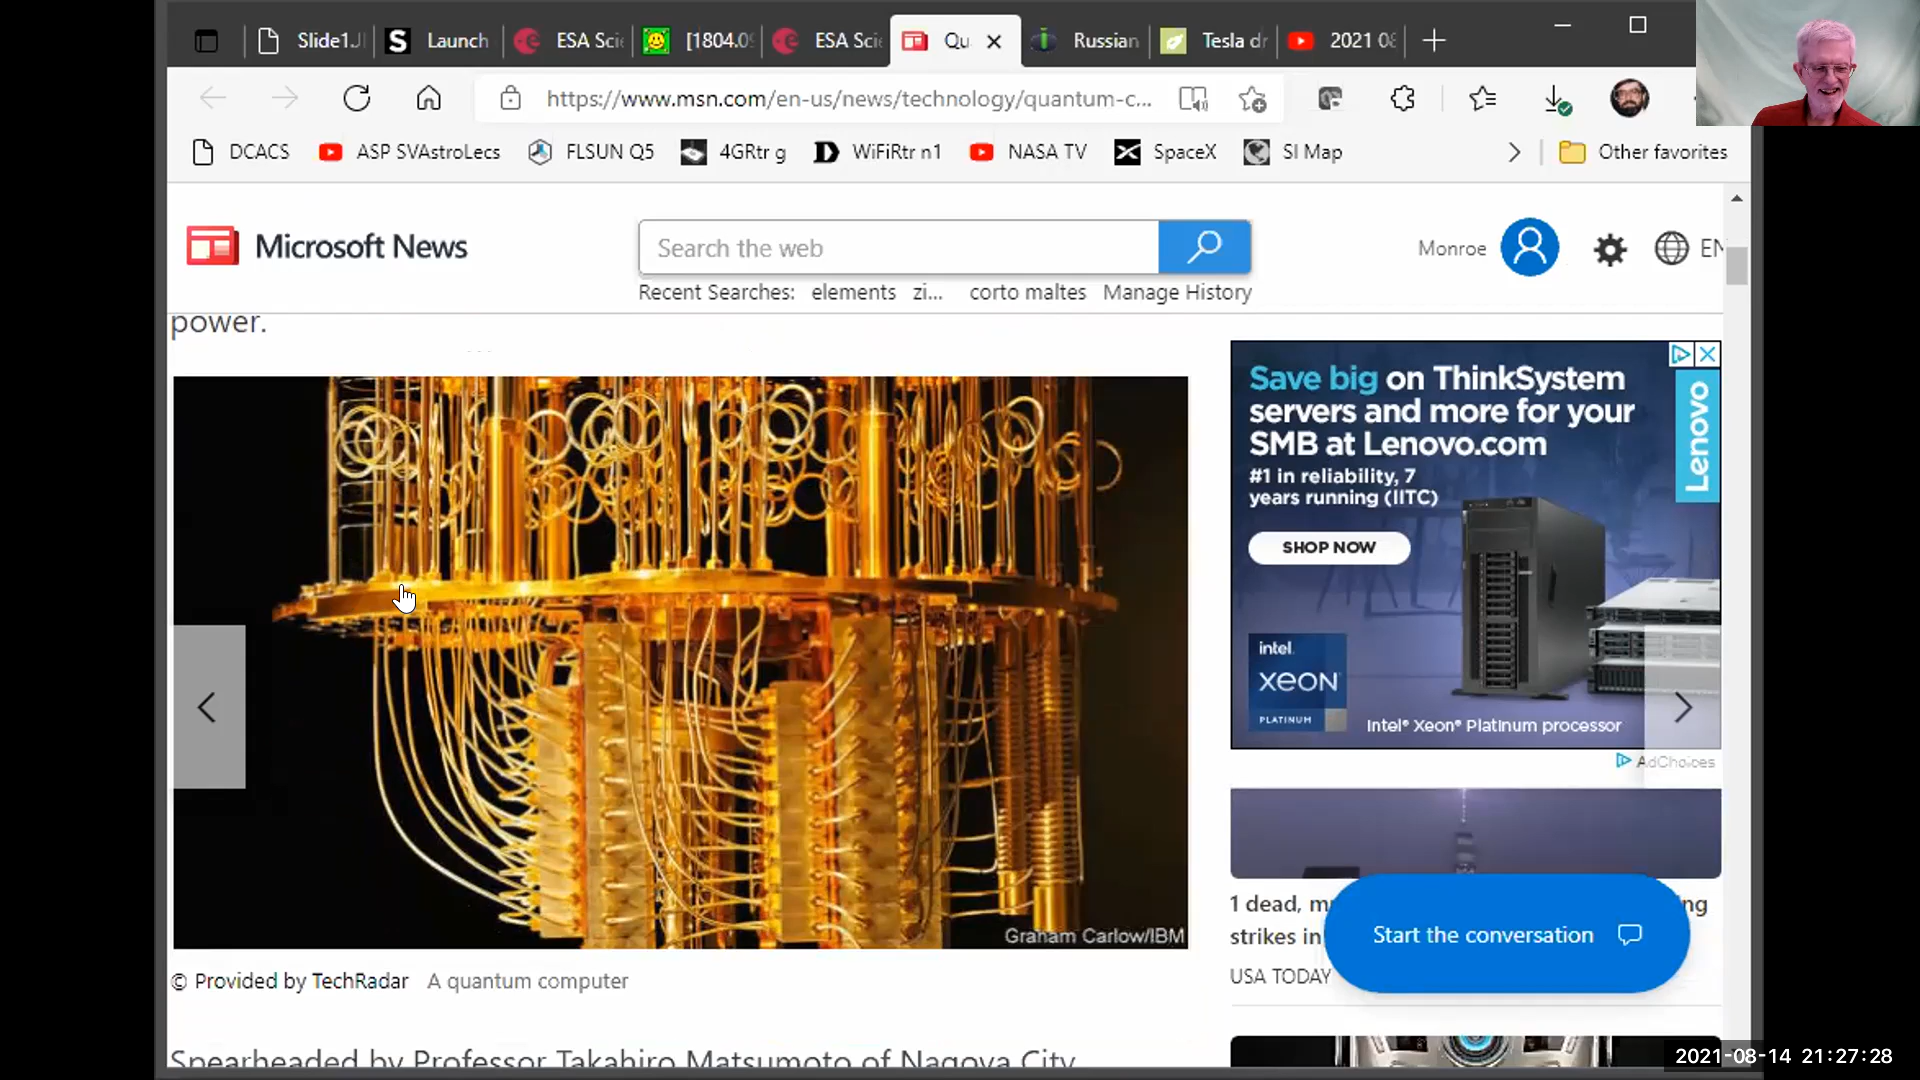 Slide1.JI
Launch
ESA Scie
[1804.09
ESA Scie
Qu
Russian
Tesla dr
2021 08
https://www.msn.com/en-us/news/technology/quantum-c...
DCACS
ASP SVAstroLecs
FLSUN Q5
4GRtr g
WiFiRtr n1
NASA TV
SpaceX
SI Map
Other favorites
Microsoft News
Search the web
Monroe
EN
Recent Searches: elements zi... corto maltes Manage History
power.
Save big on ThinkSystem
servers and more for your
SMB at Lenovo.com
#1 in reliability, 7
years running (IITC)
SHOP NOW
Lenovo
intel.
XEON
PLATINUM
Intel® Xeon® Platinum processor
AdChoices
Graham Carlow/IBM
© Provided by TechRadar A quantum computer
1 dead, m
ng
strikes in
USA TODAY
Start the conversation
Spearheaded by Professor Takahiro Matsumoto of Nagoya City
2021-08-14 21:27:28